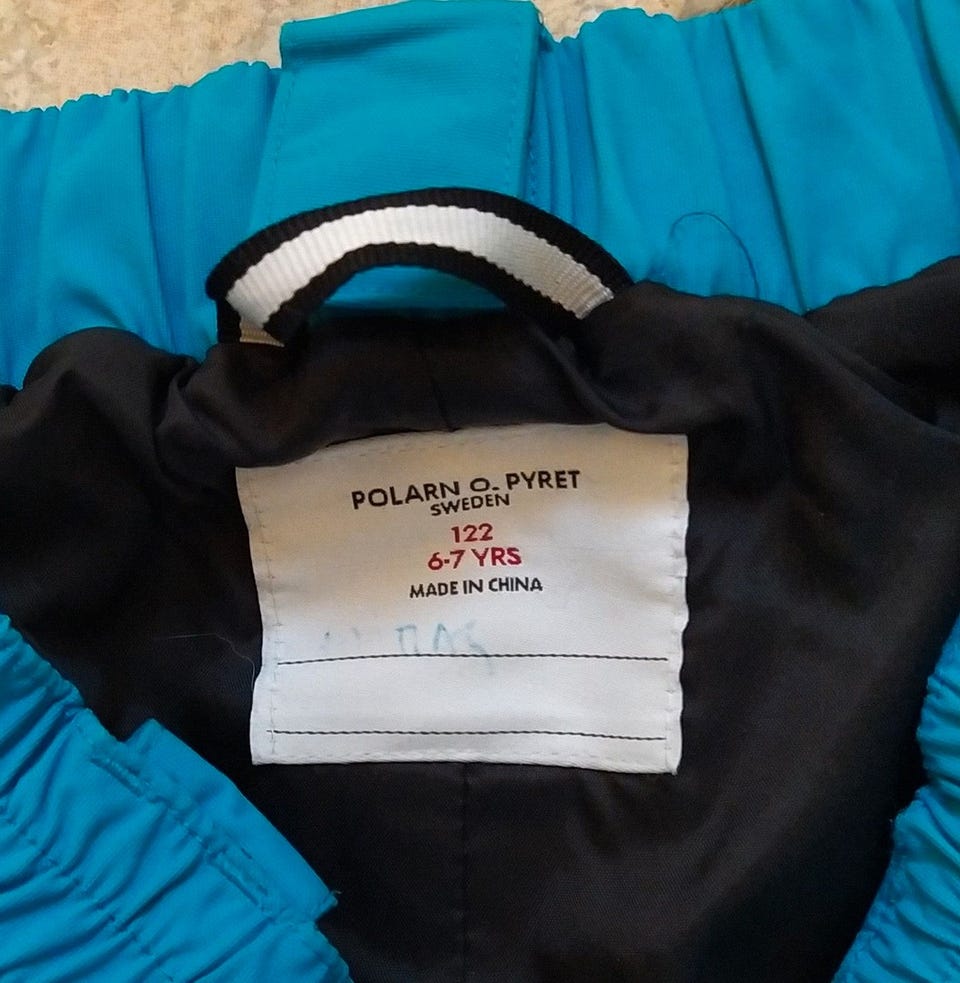 POLARN O. PYRET
SWEDEN
122
6-7 YRS
MADE IN CHINA